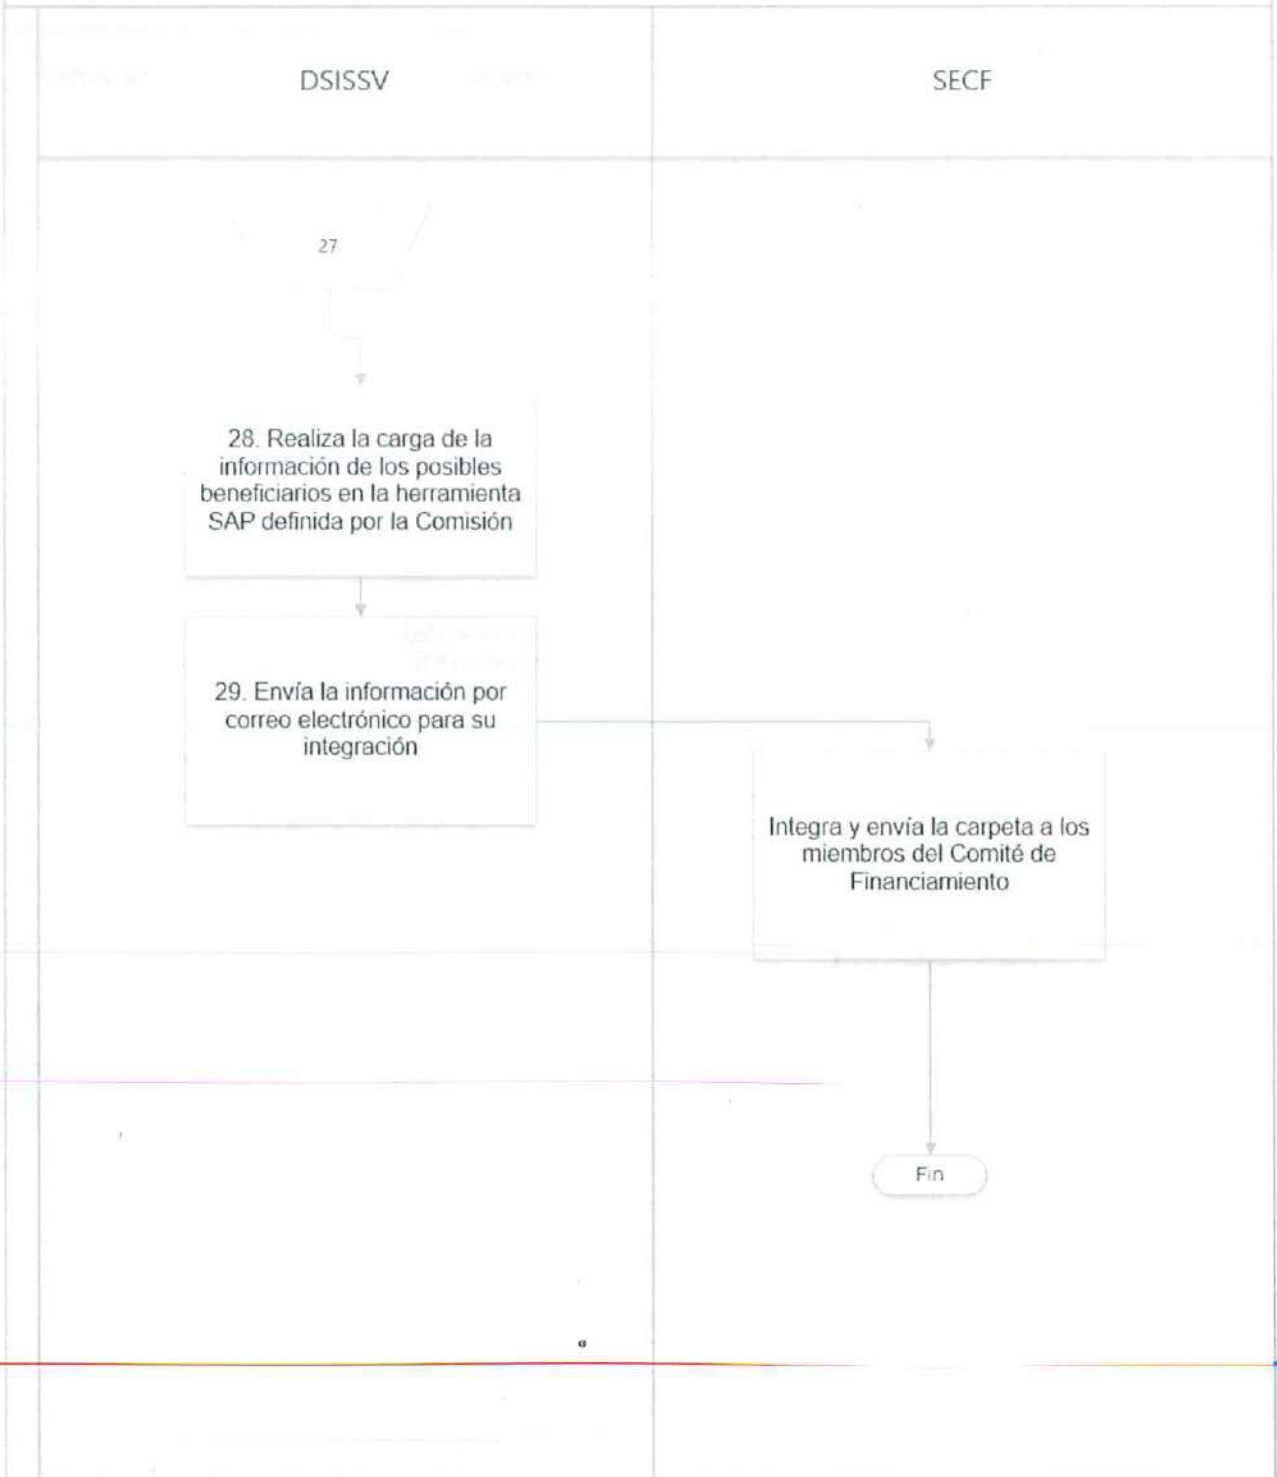 DSISSV
SECF
27
28. Realiza la carga de la
información de los posibles
beneficiarios en la herramienta
SAP definida por la Comisión
29. Envía la información por
correo electrónico para su
integración
Integra y envía la carpeta a los
miembros del Comité de
Financiamiento
Fin